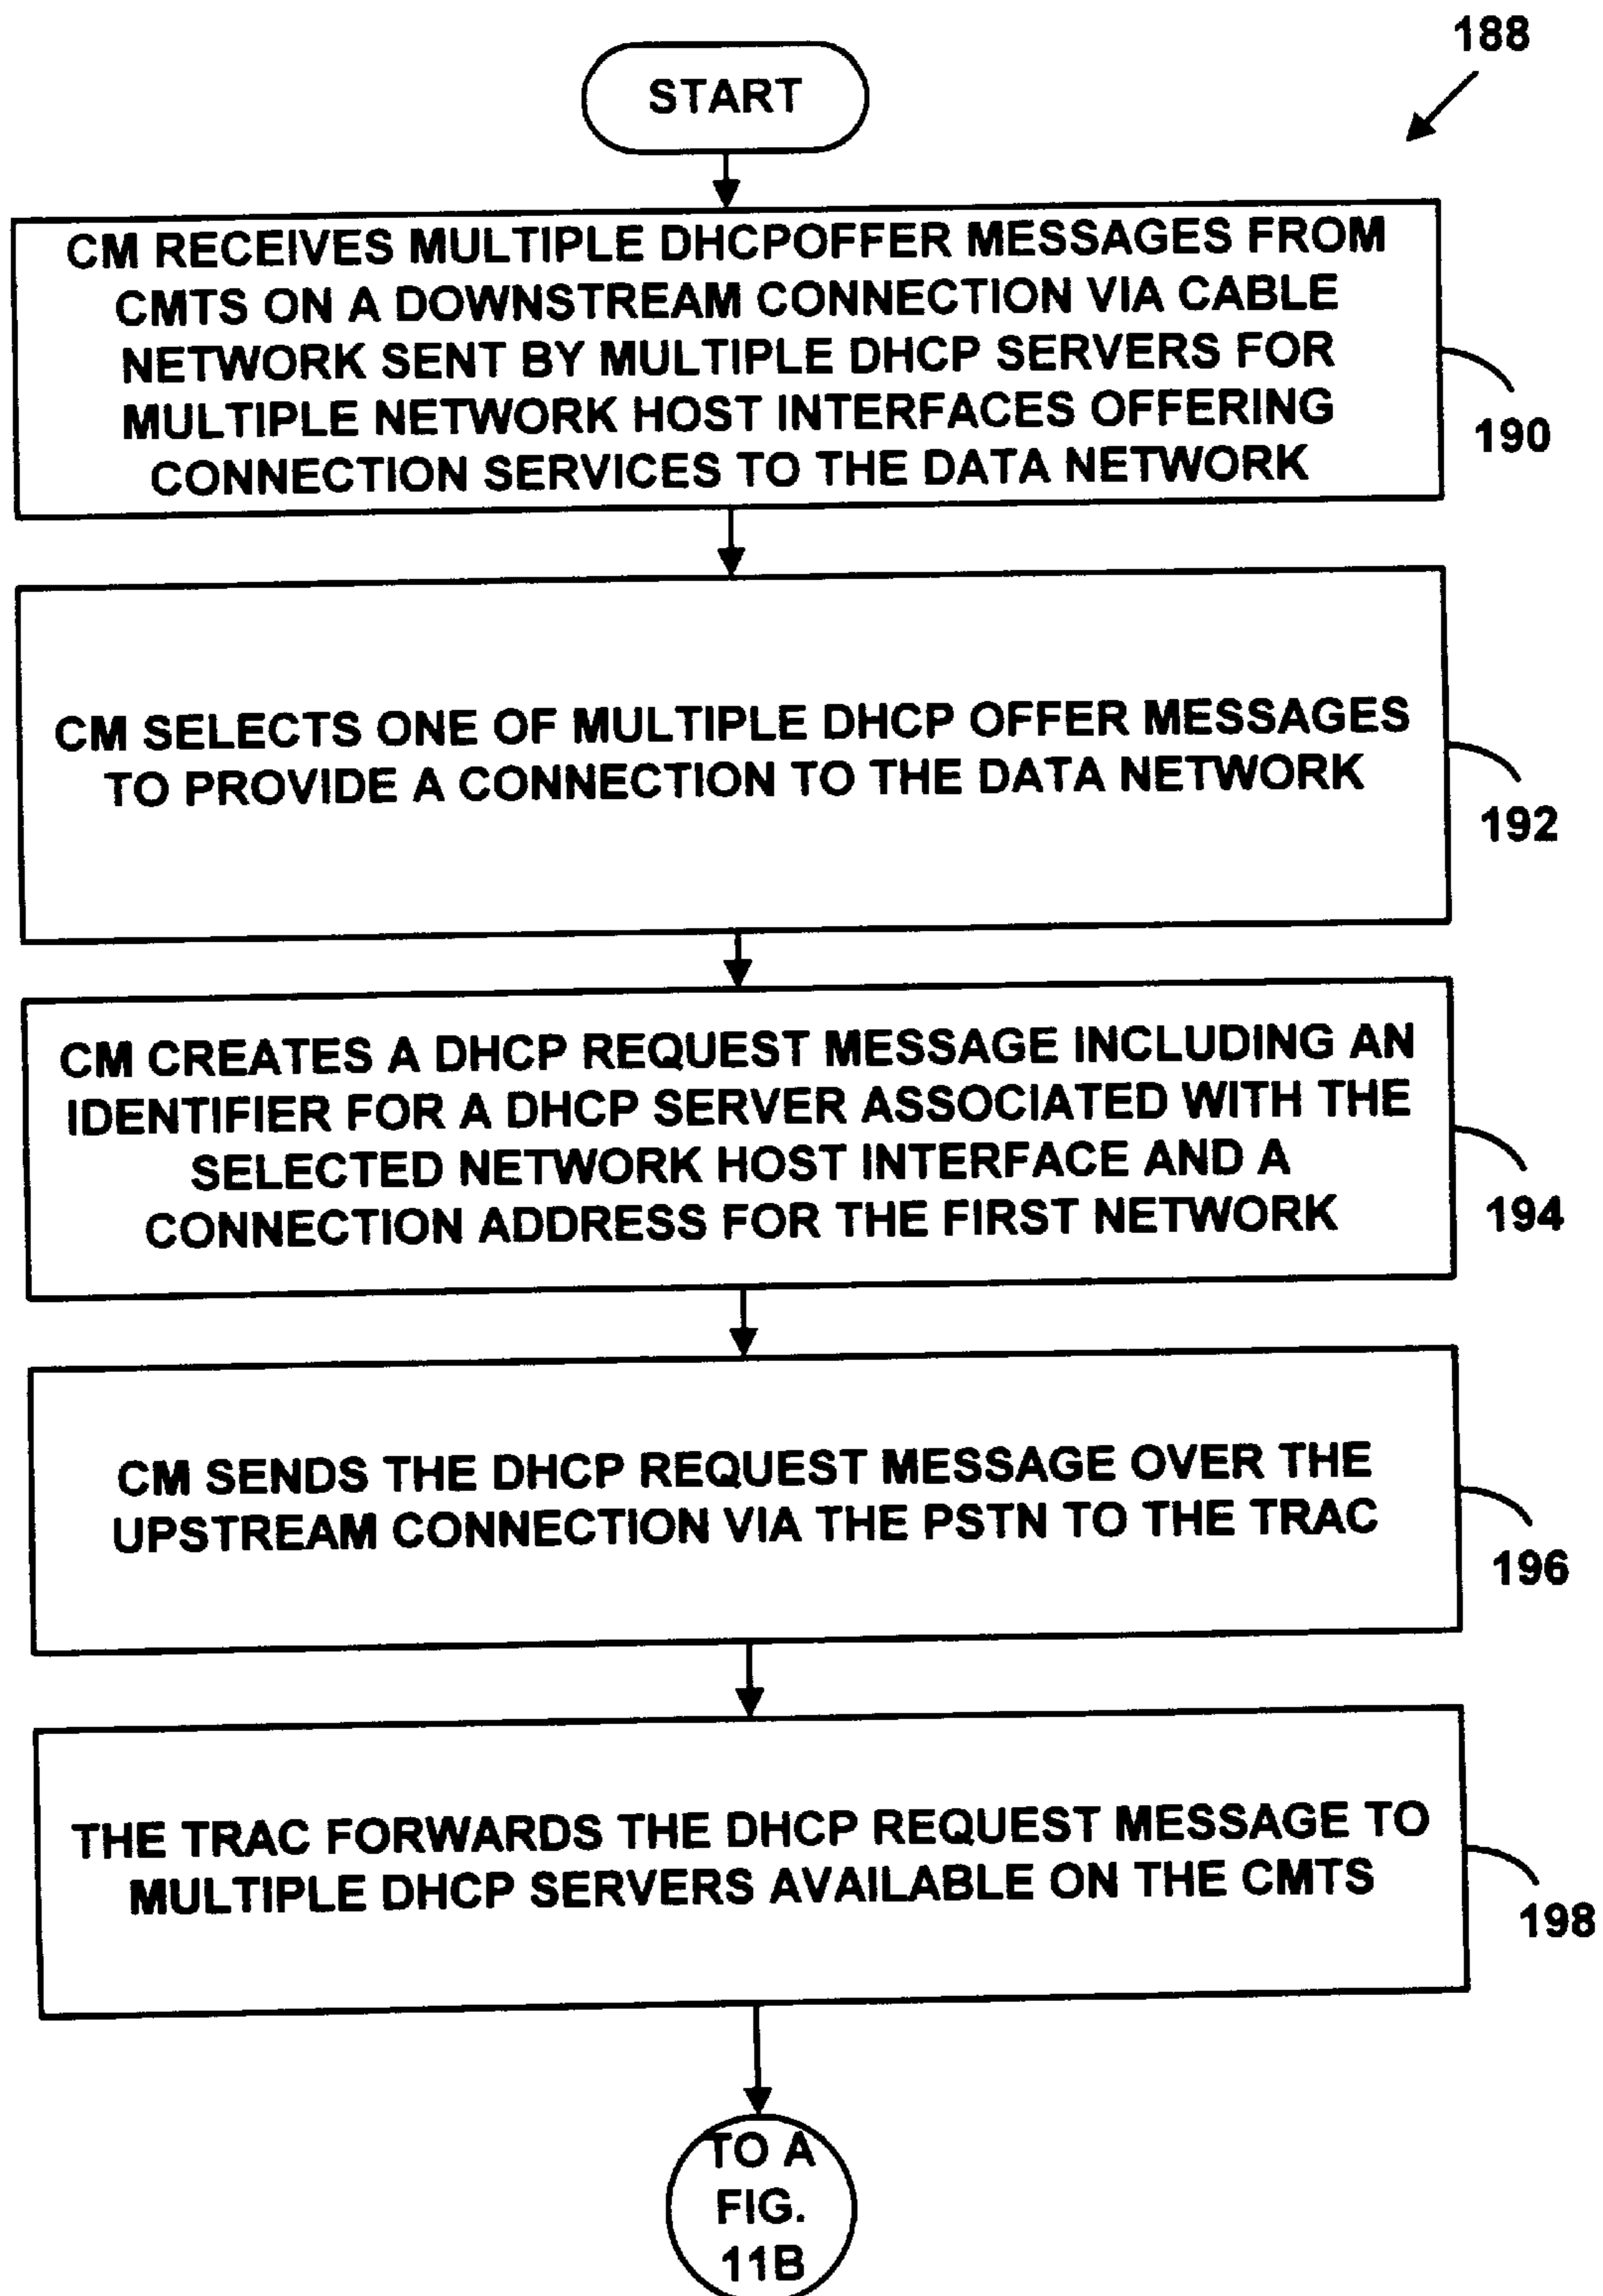 188
START
CM RECEIVES MULTIPLE DHCPOFFER MESSAGES FROM
CMTS ON A DOWNSTREAM CONNECTION VIA CABLE
NETWORK SENT BY MULTIPLE DHCP SERVERS FOR
MULTIPLE NETWORK HOST INTERFACES OFFERING
CONNECTION SERVICES TO THE DATA NETWORK
190
CM SELECTS ONE OF MULTIPLE DHCP OFFER MESSAGES
TO PROVIDE A CONNECTION TO THE DATA NETWORK
192
CM CREATES A DHCP REQUEST MESSAGE INCLUDING AN
IDENTIFIER FOR A DHCP SERVER ASSOCIATED WITH THE
SELECTED NETWORK HOST INTERFACE AND A
CONNECTION ADDRESS FOR THE FIRST NETWORK
194
CM SENDS THE DHCP REQUEST MESSAGE OVER THE
UPSTREAM CONNECTION VIA THE PSTN TO THE TRAC
196
THE TRAC FORWARDS THE DHCP REQUEST MESSAGE TO
MULTIPLE DHCP SERVERS AVAILABLE ON THE CMTS
198
TO A
FIG.
11B